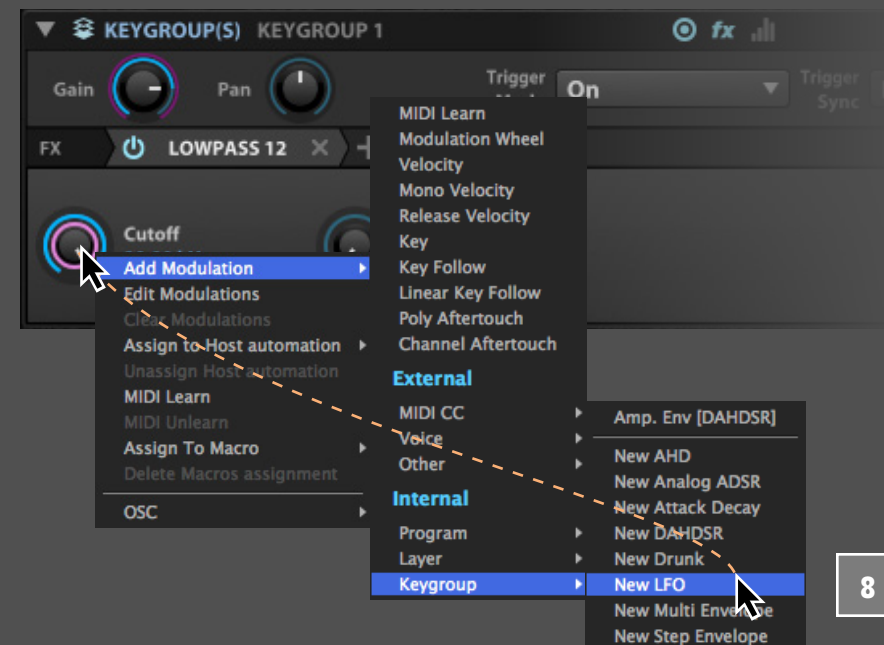 KEYGROUP(S) KEYGROUP 1
fx
Gain
Pan
Trigger
On
Trigger
Sync
FX
LOWPASS 12
Cutoff
Add Modulation
Edit Modulations
Clear Modulations
Assign to Host automation
Unassign Host automation
MIDI Learn
MIDI Unlearn
Assign To Macro
Delete Macros assignment
OSC
MIDI Learn
Modulation Wheel
Velocity
Mono Velocity
Release Velocity
Key
Key Follow
Linear Key Follow
Poly Aftertouch
Channel Aftertouch
External
MIDI CC
Voice
Other
Internal
Program
Layer
Keygroup
Amp. Env [DAHDSR]
New AHD
New Analog ADSR
New Attack Decay
New DAHDSR
New Drunk
New LFO
New Multi Envelope
New Step Envelope
8